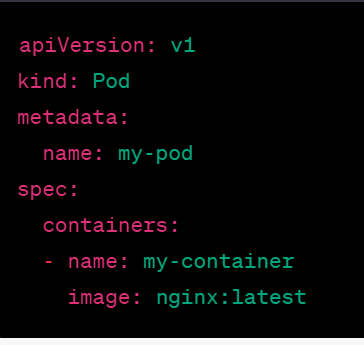 apiVersion: v1
kind: Pod
metadata:
  name: my-pod
spec:
  containers:
  - name: my-container
    image: nginx:latest